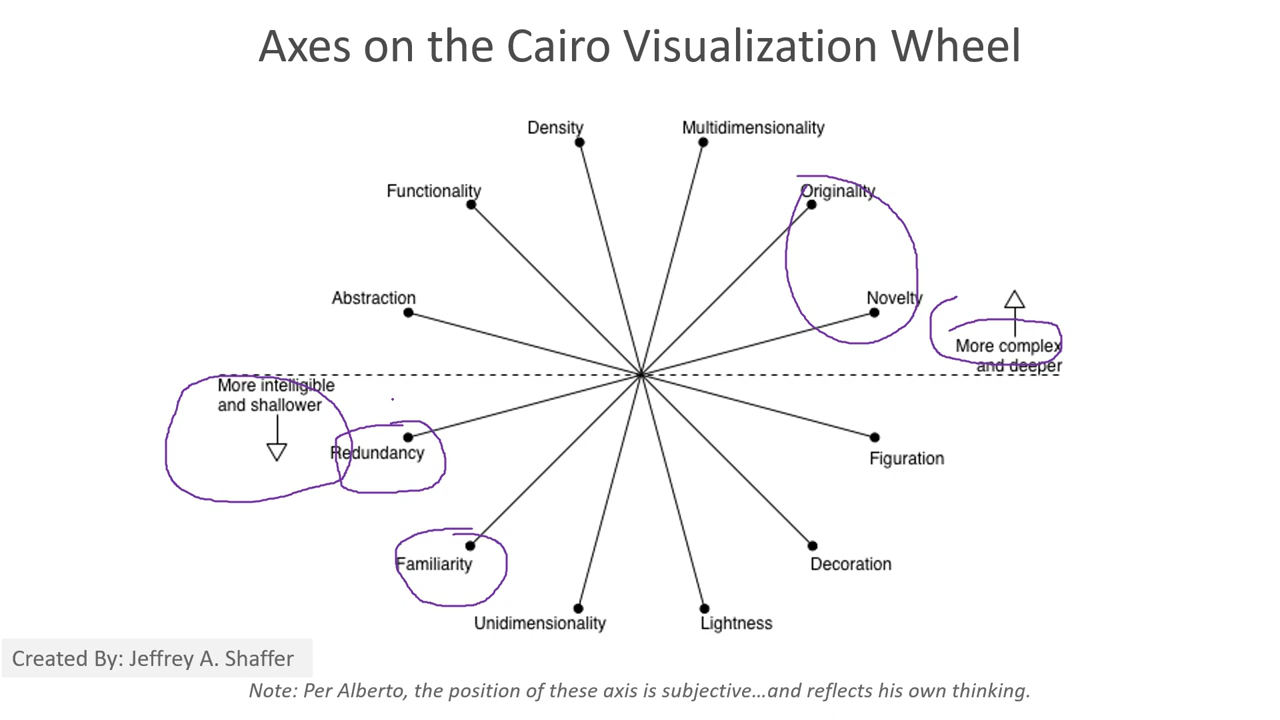 Axes on the Cairo Visualization Wheel
Density
Multidimensionality
Functionality
Originality
Abstraction
Novelty
More complex
and deeper
More intelligible
and shallower
Redundancy
Figuration
Familiarity
Decoration
Unidimensionality
Lightness
Created By: Jeffrey A. Shaffer
Note: Per Alberto, the position of these axis is subjective...and reflects his own thinking.